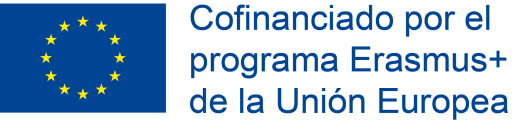 Cofinanciado por el
programa Erasmus+
de la Unión Europea